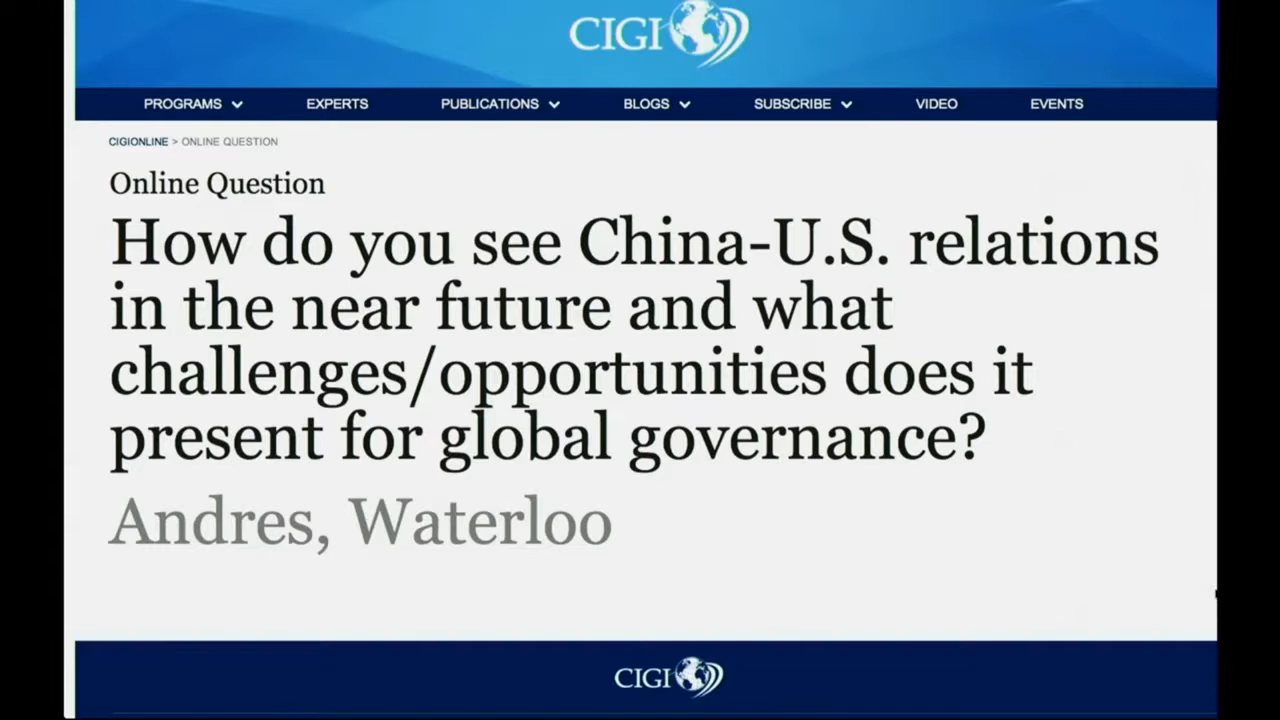 CIGI
PROGRAMS EXPERTS PUBLICATIONS BLOGS SUBSCRIBE VIDEO EVENTS
CIGIONLINE > ONLINE QUESTION
Online Question
How do you see China-U.S. relations
in the near future and what
challenges/opportunities does it
present for global governance?
Andres, Waterloo
CIGI